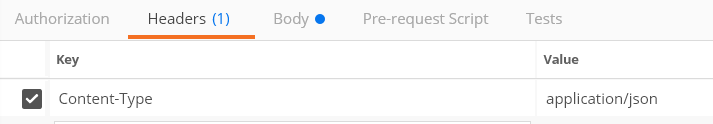 Authorization Headers (1) Body Pre-request Script Tests
Key Value
Content-Type application/json